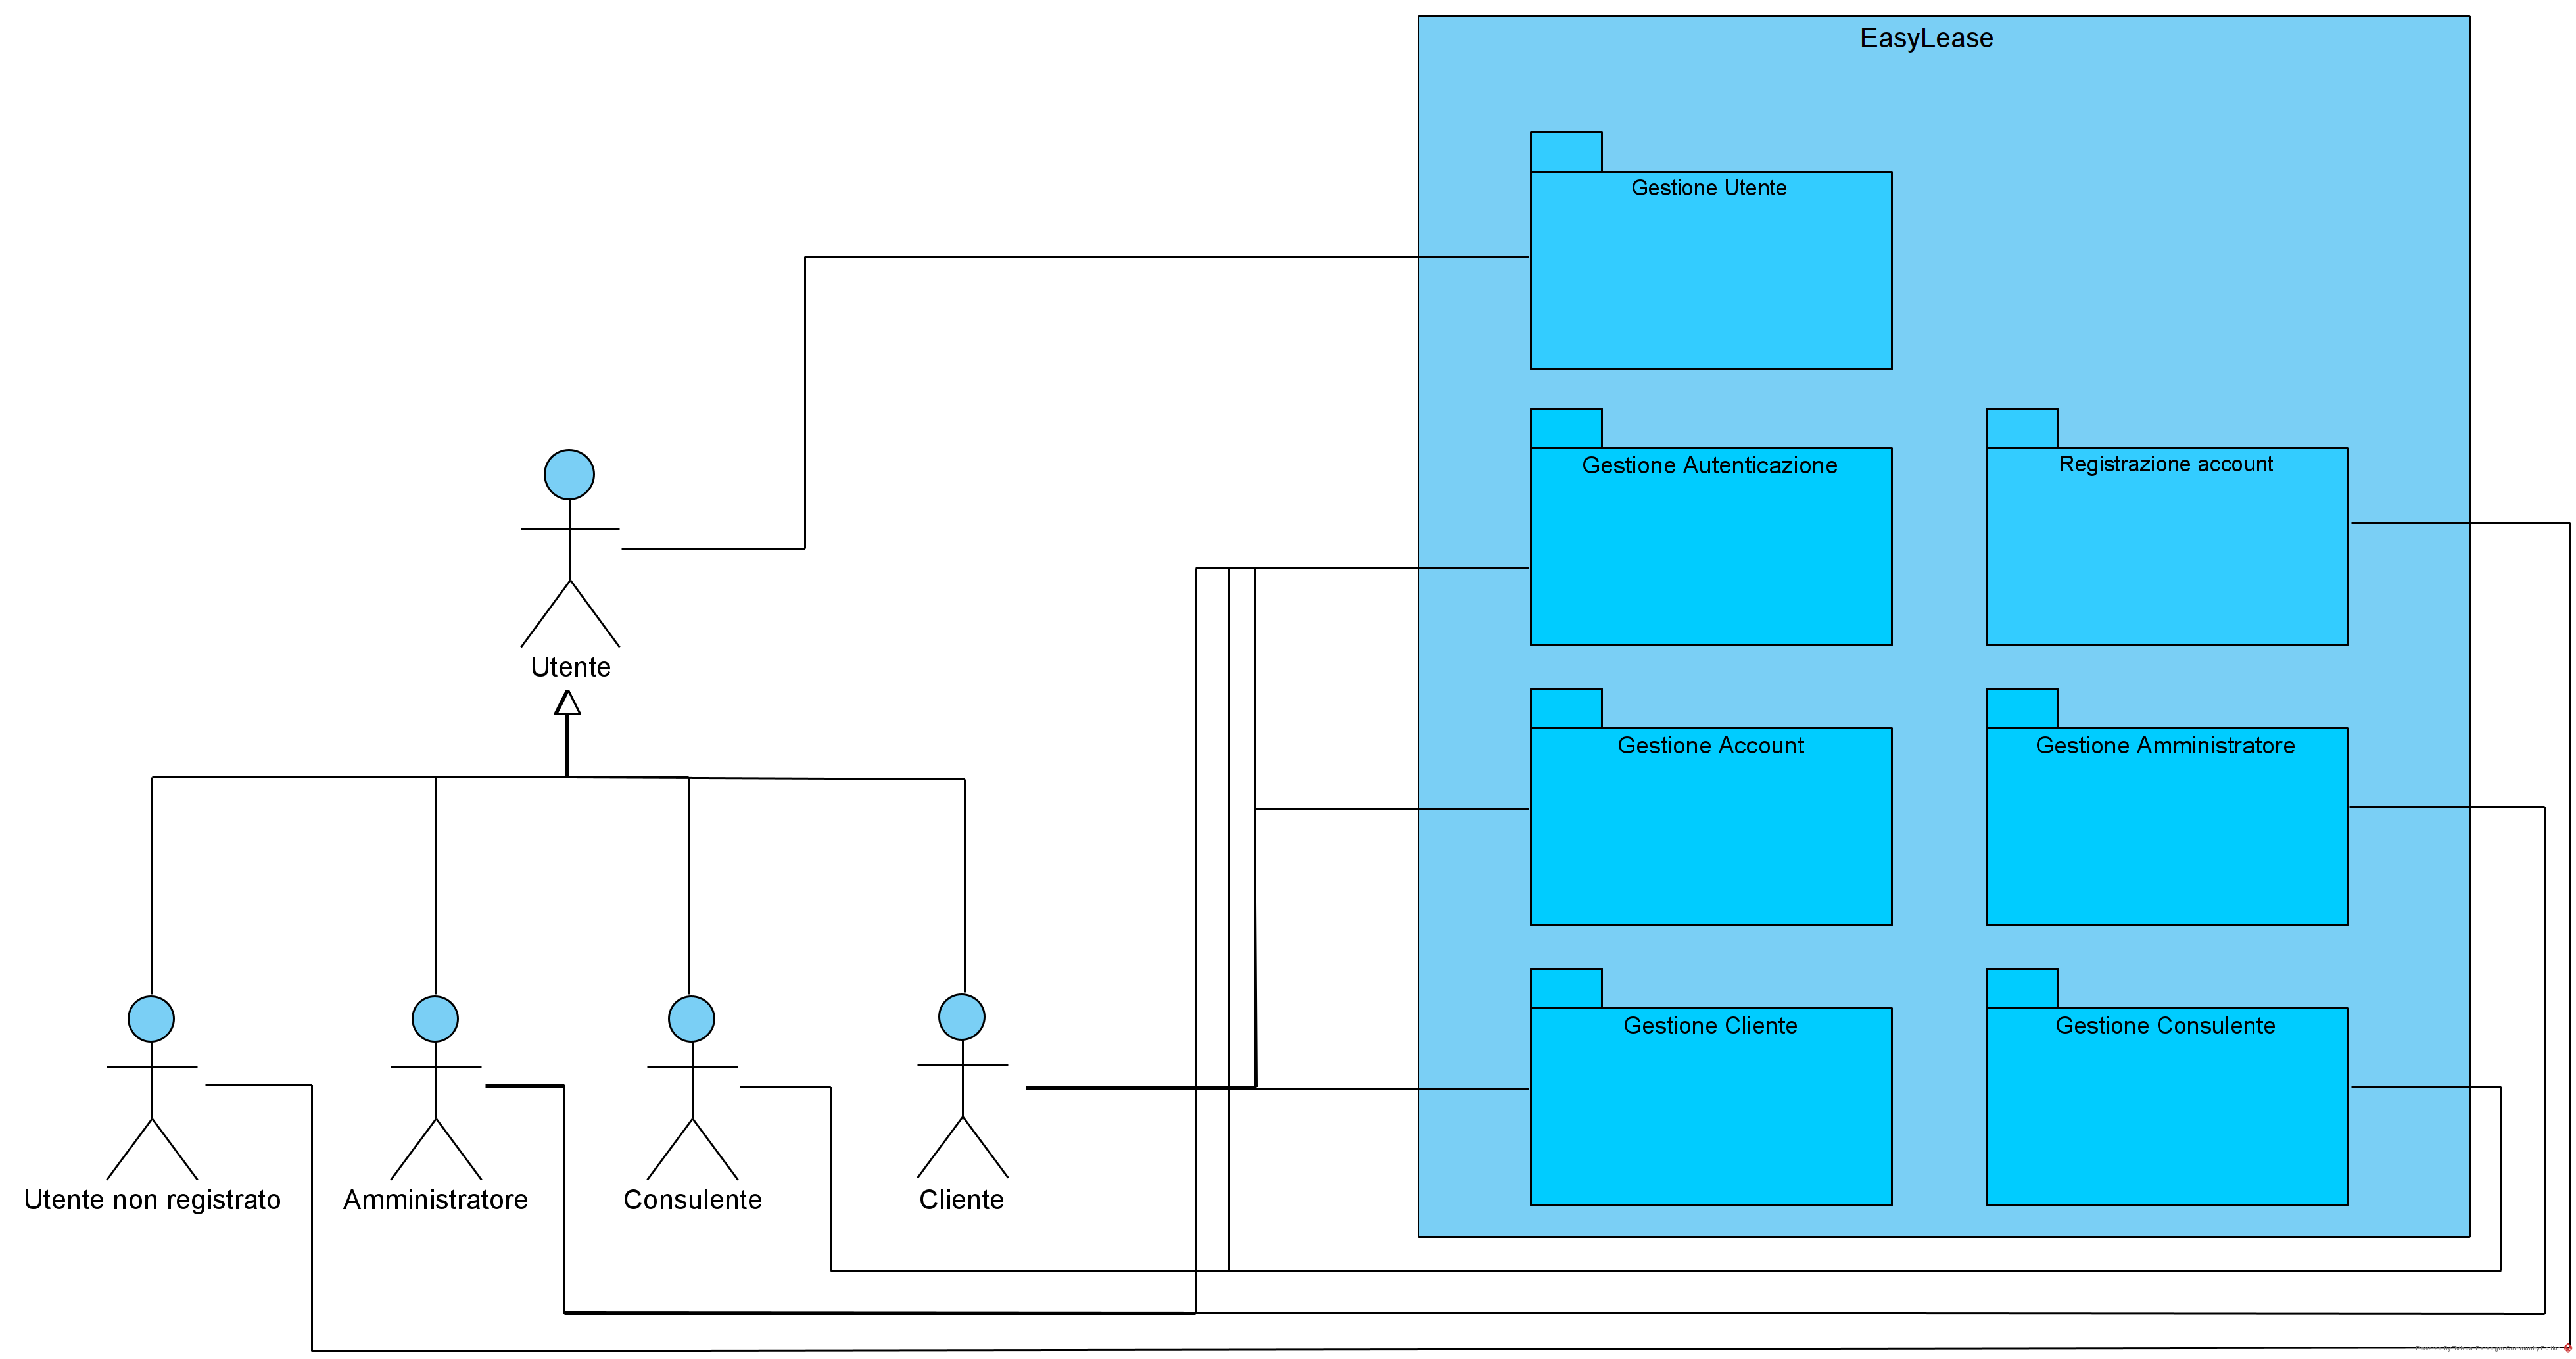 EasyLease
Gestione Utente
Gestione Autenticazione
Registrazione account
Utente
Gestione Account
Gestione Amministratore
Gestione Cliente
Gestione Consulente
Utente non registrato
Amministratore
Consulente
Cliente